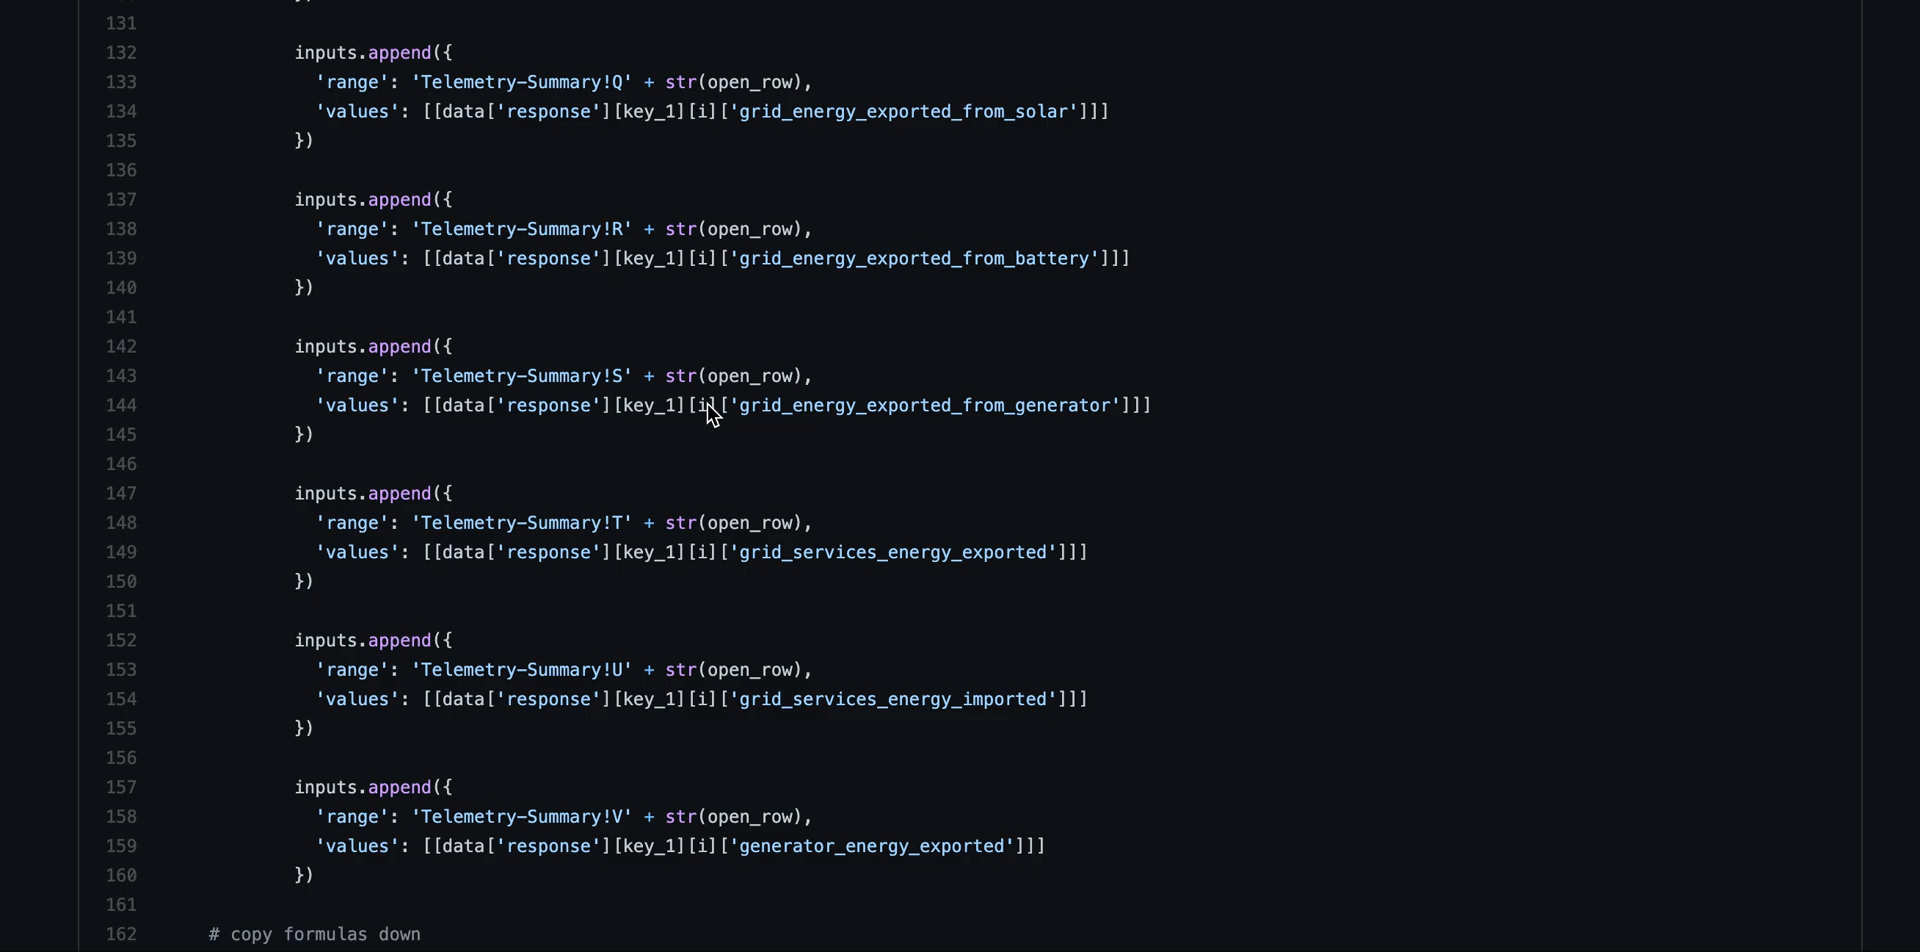 131
132 inputs.append({
133 'range': 'Telemetry-Summary!Q' + str(open_row),
134 'values': [[data['response'][key_1][i]['grid_energy_exported_from_solar']]]
135 })
136
137 inputs.append({
138 'range': 'Telemetry-Summary!R' + str(open_row),
139 'values': [[data['response'][key_1][i]['grid_energy_exported_from_battery']]]
140 })
141
142 inputs.append({
143 'range': 'Telemetry-Summary!S' + str(open_row),
144 'values': [[data['response'][key_1][i]['grid_energy_exported_from_generator']]]
145 })
146
147 inputs.append({
148 'range': 'Telemetry-Summary!T' + str(open_row),
149 'values': [[data['response'][key_1][i]['grid_services_energy_exported']]]
150 })
151
152 inputs.append({
153 'range': 'Telemetry-Summary!U' + str(open_row),
154 'values': [[data['response'][key_1][i]['grid_services_energy_imported']]]
155 })
156
157 inputs.append({
158 'range': 'Telemetry-Summary!V' + str(open_row),
159 'values': [[data['response'][key_1][i]['generator_energy_exported']]]
160 })
161
162 # copy formulas down